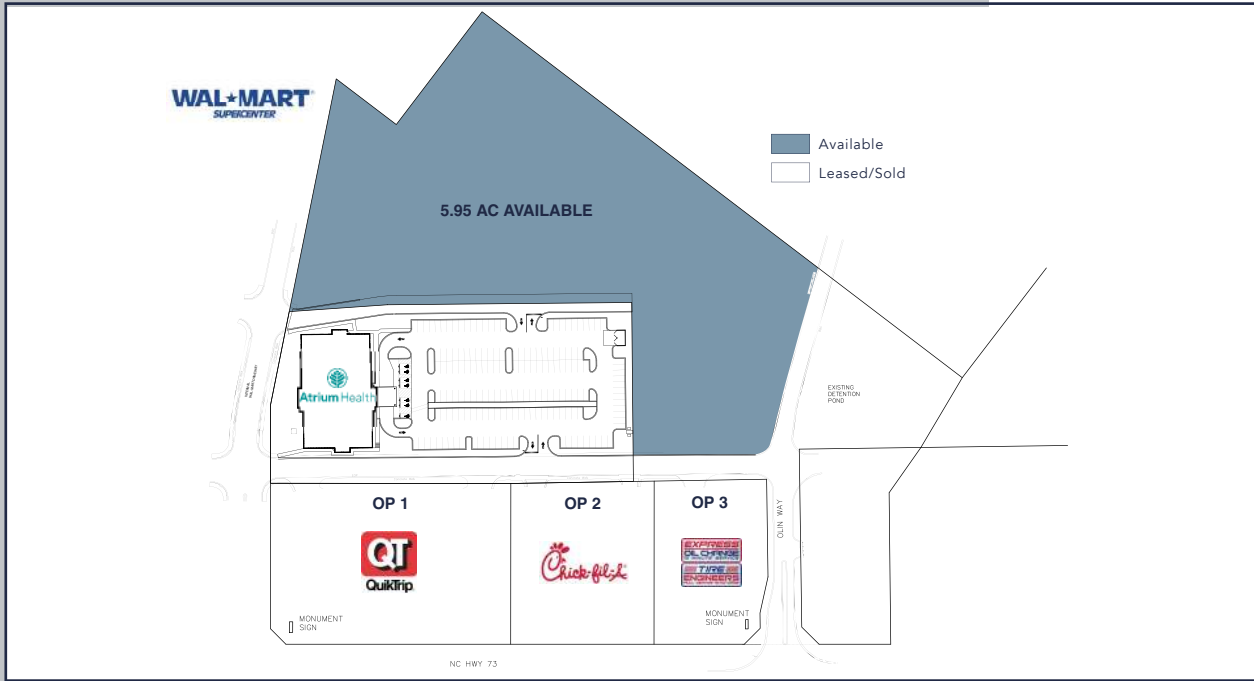 WAL★MART
SUPERCENTER
Available
Leased/Sold
5.95 AC AVAILABLE
Atrium Health
EXISTING
DETENTION
POND
OP 1
OP 2
OP 3
QT
QuikTrip
Chick-fil-A
EXPRESS
OIL CHANGE
TIRE
ENGINEERS
OLIN WAY
MONUMENT
SIGN
MONUMENT
SIGN
NC HWY 73